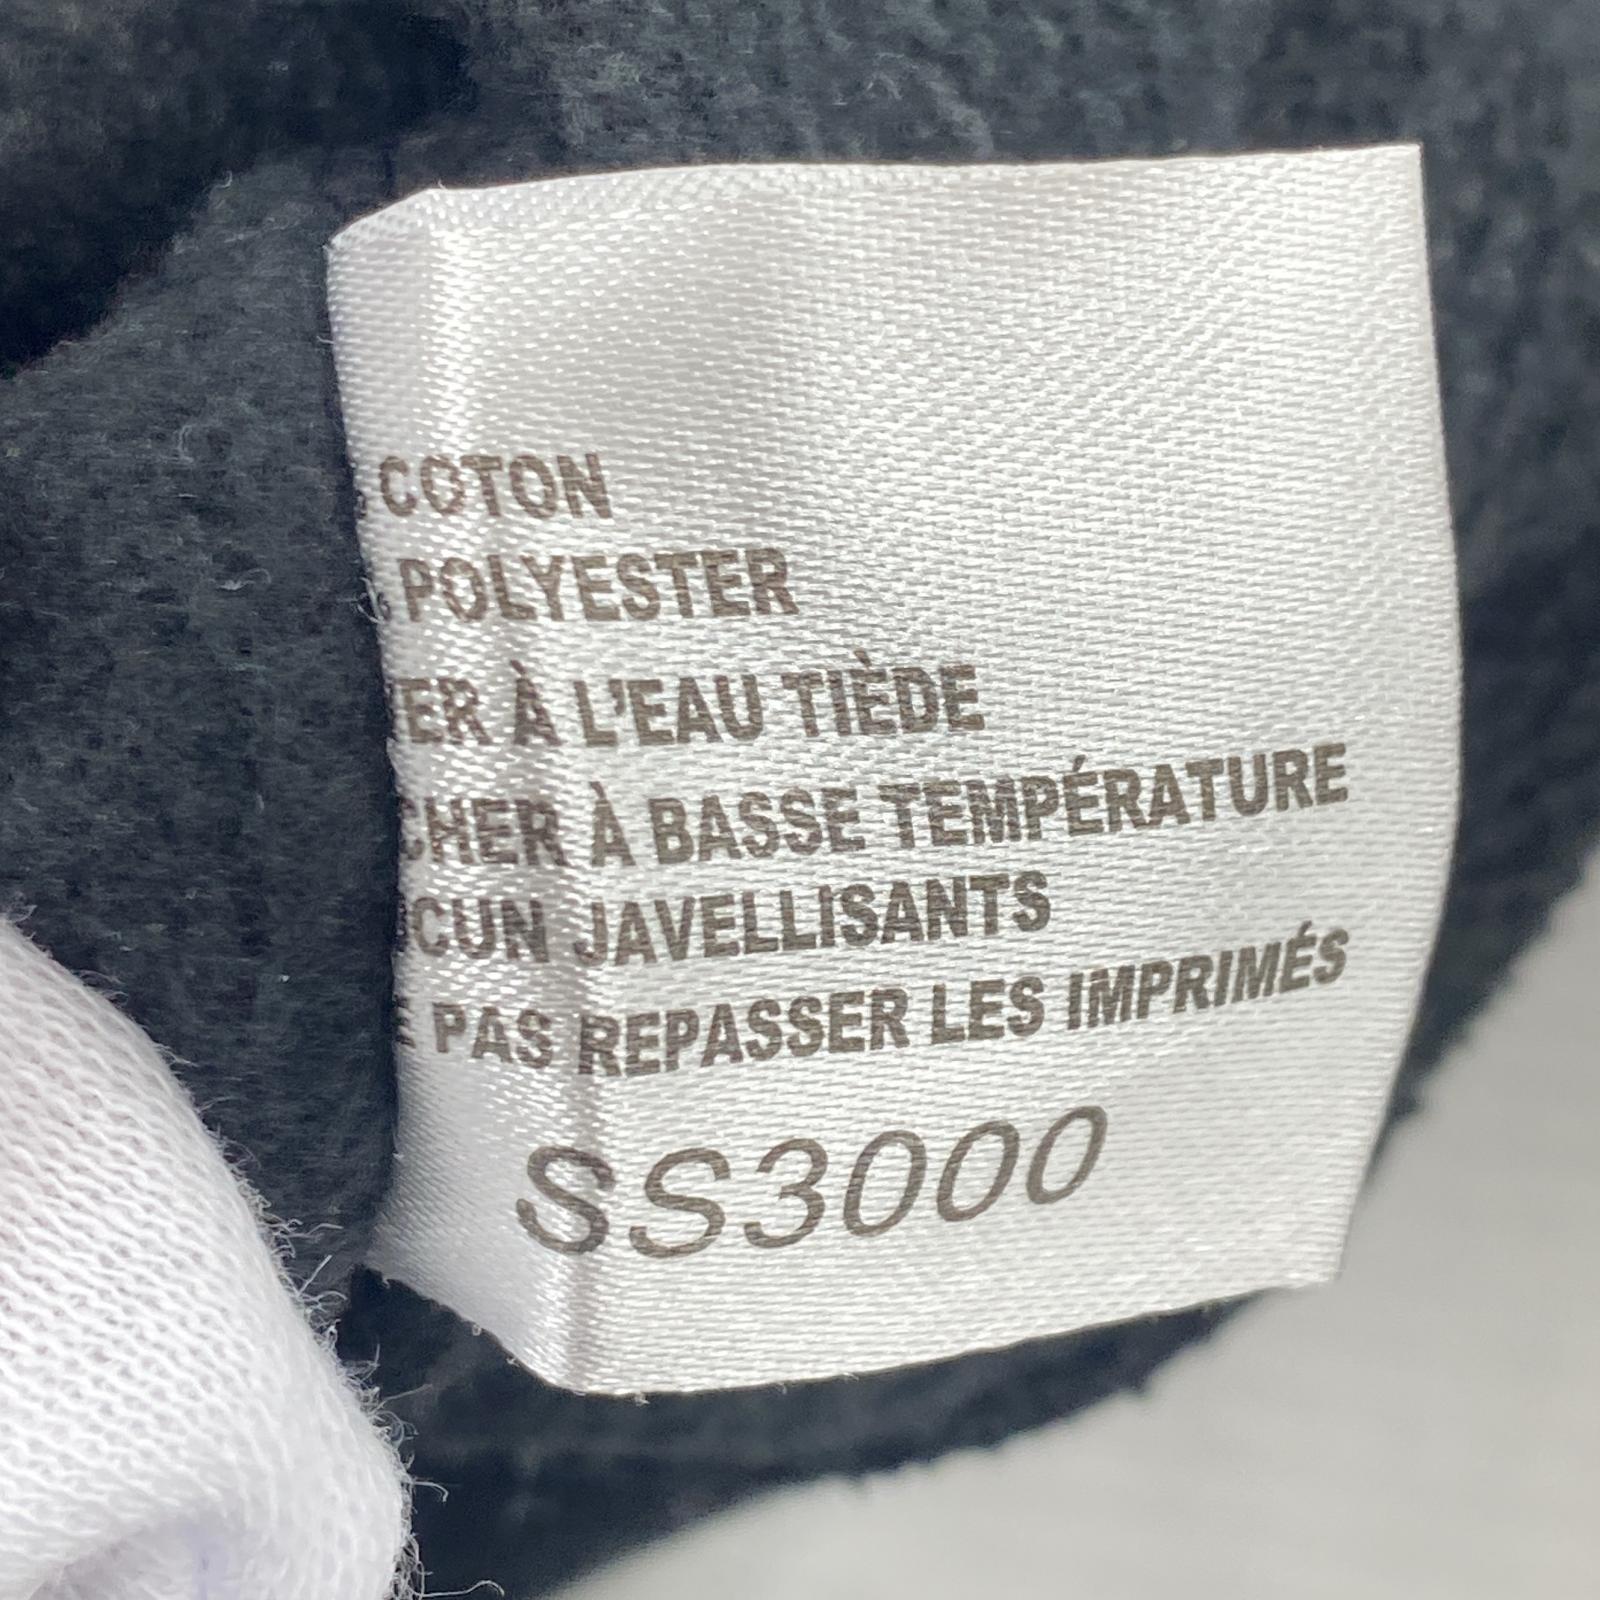 COTON
POLYESTER
ER À L'EAU TIÈDE
CHER À BASSE TEMPÉRATURE
CUN JAVELLISANTS
E PAS REPASSER LES IMPRIMÉS
SS3000